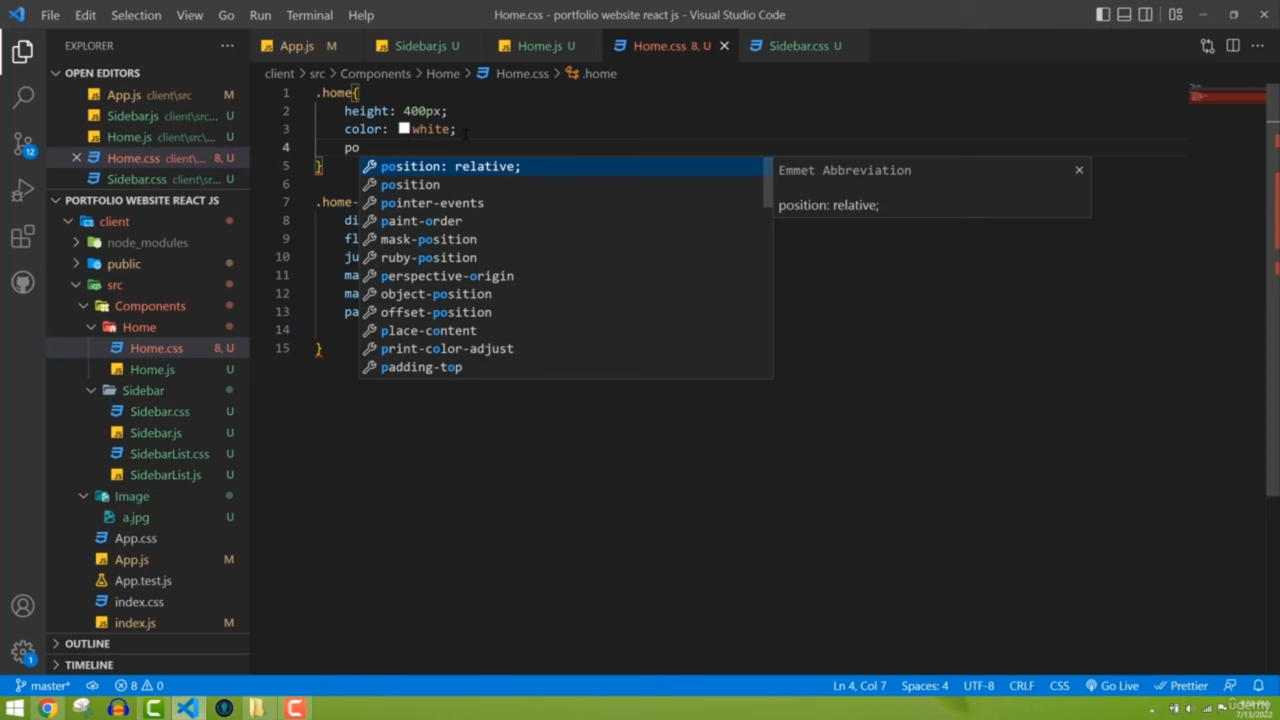 File Edit Selection View Go Run Terminal Help
Home.css - portfolio website react js - Visual Studio Code
EXPLORER
App.js M
Sidebar.js U
Home.js U
Home.css 8, U
Sidebar.css U
OPEN EDITORS
App.js client\src M
Sidebar.js client\src... U
Home.js client\src\... U
Home.css client\... 8, U
Sidebar.css client\sr... U
PORTFOLIO WEBSITE REACT JS
client
node_modules
public
src
Components
Home
Home.css 8, U
Home.js U
Sidebar
Sidebar.css U
Sidebar.js U
SidebarList.css U
SidebarList.js U
Image
a.jpg U
App.css
App.js M
App.test.js
index.css
index.js M
OUTLINE
TIMELINE
12
1
client > src > Components > Home > Home.css > .home
1 .home{
2 height: 400px;
3 color: white;
4 po
5 }
6
7 .home-
8 di
9 fl
10 ju
11 ma
12 ma
13 pa
14
15 }
position: relative;
position
pointer-events
paint-order
mask-position
ruby-position
perspective-origin
object-position
offset-position
place-content
print-color-adjust
padding-top
Emmet Abbreviation
position: relative;
master* 8 0
Ln 4, Col 7 Spaces: 4 UTF-8 CRLF CSS Go Live Prettier
udemy
7/13/2022